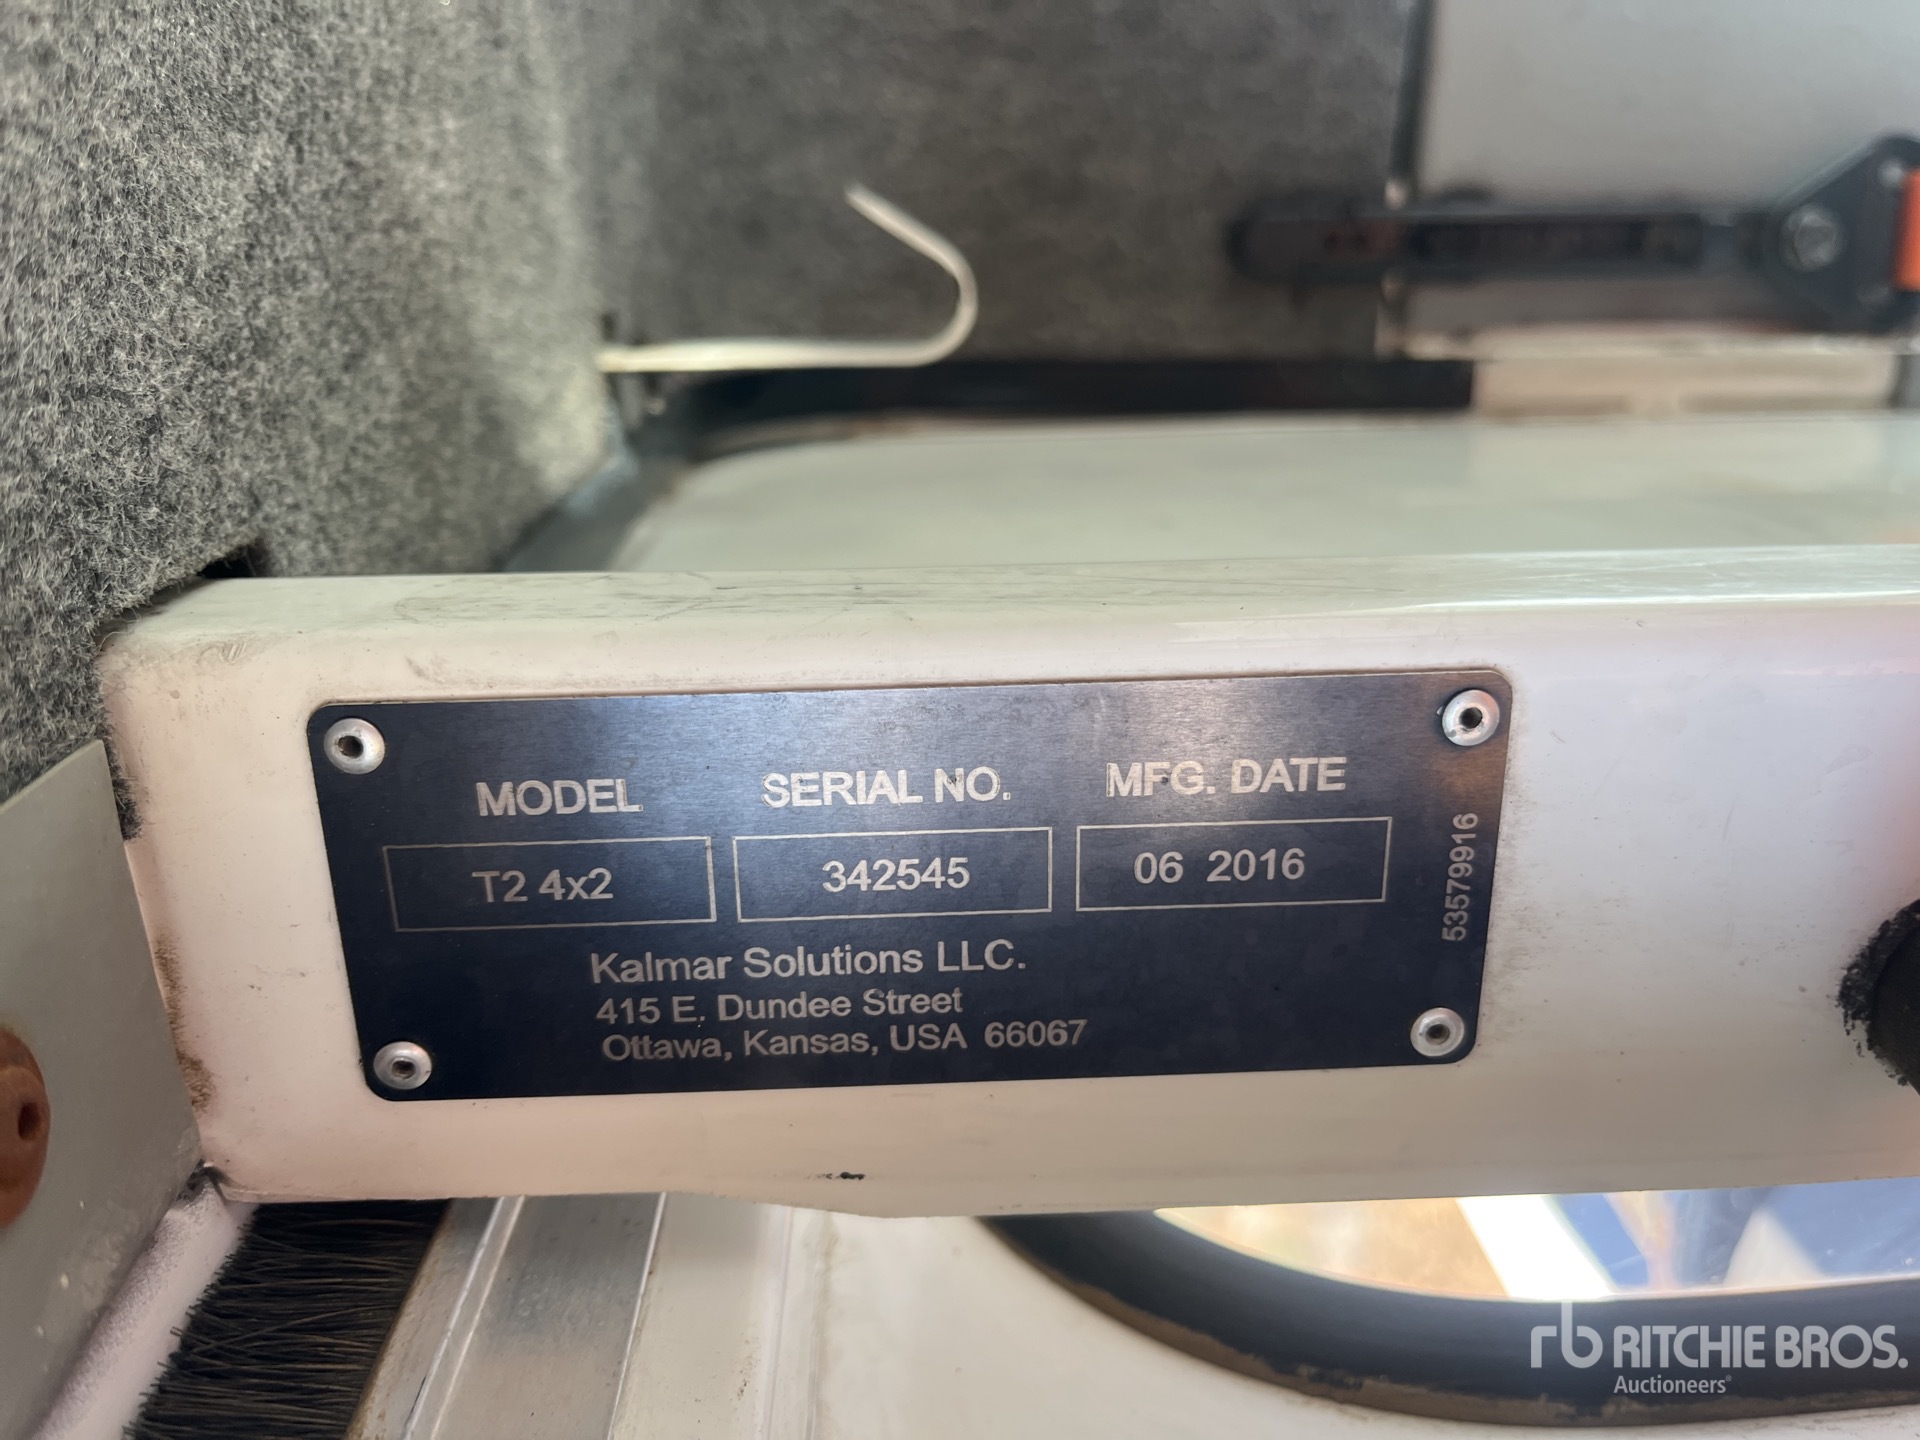 MODEL SERIAL NO. MFG. DATE
T2 4x2 342545 06 2016
53579916
Kalmar Solutions LLC.
415 E. Dundee Street
Ottawa, Kansas, USA 66067
rb RITCHIE BROS.
Auctioneers®